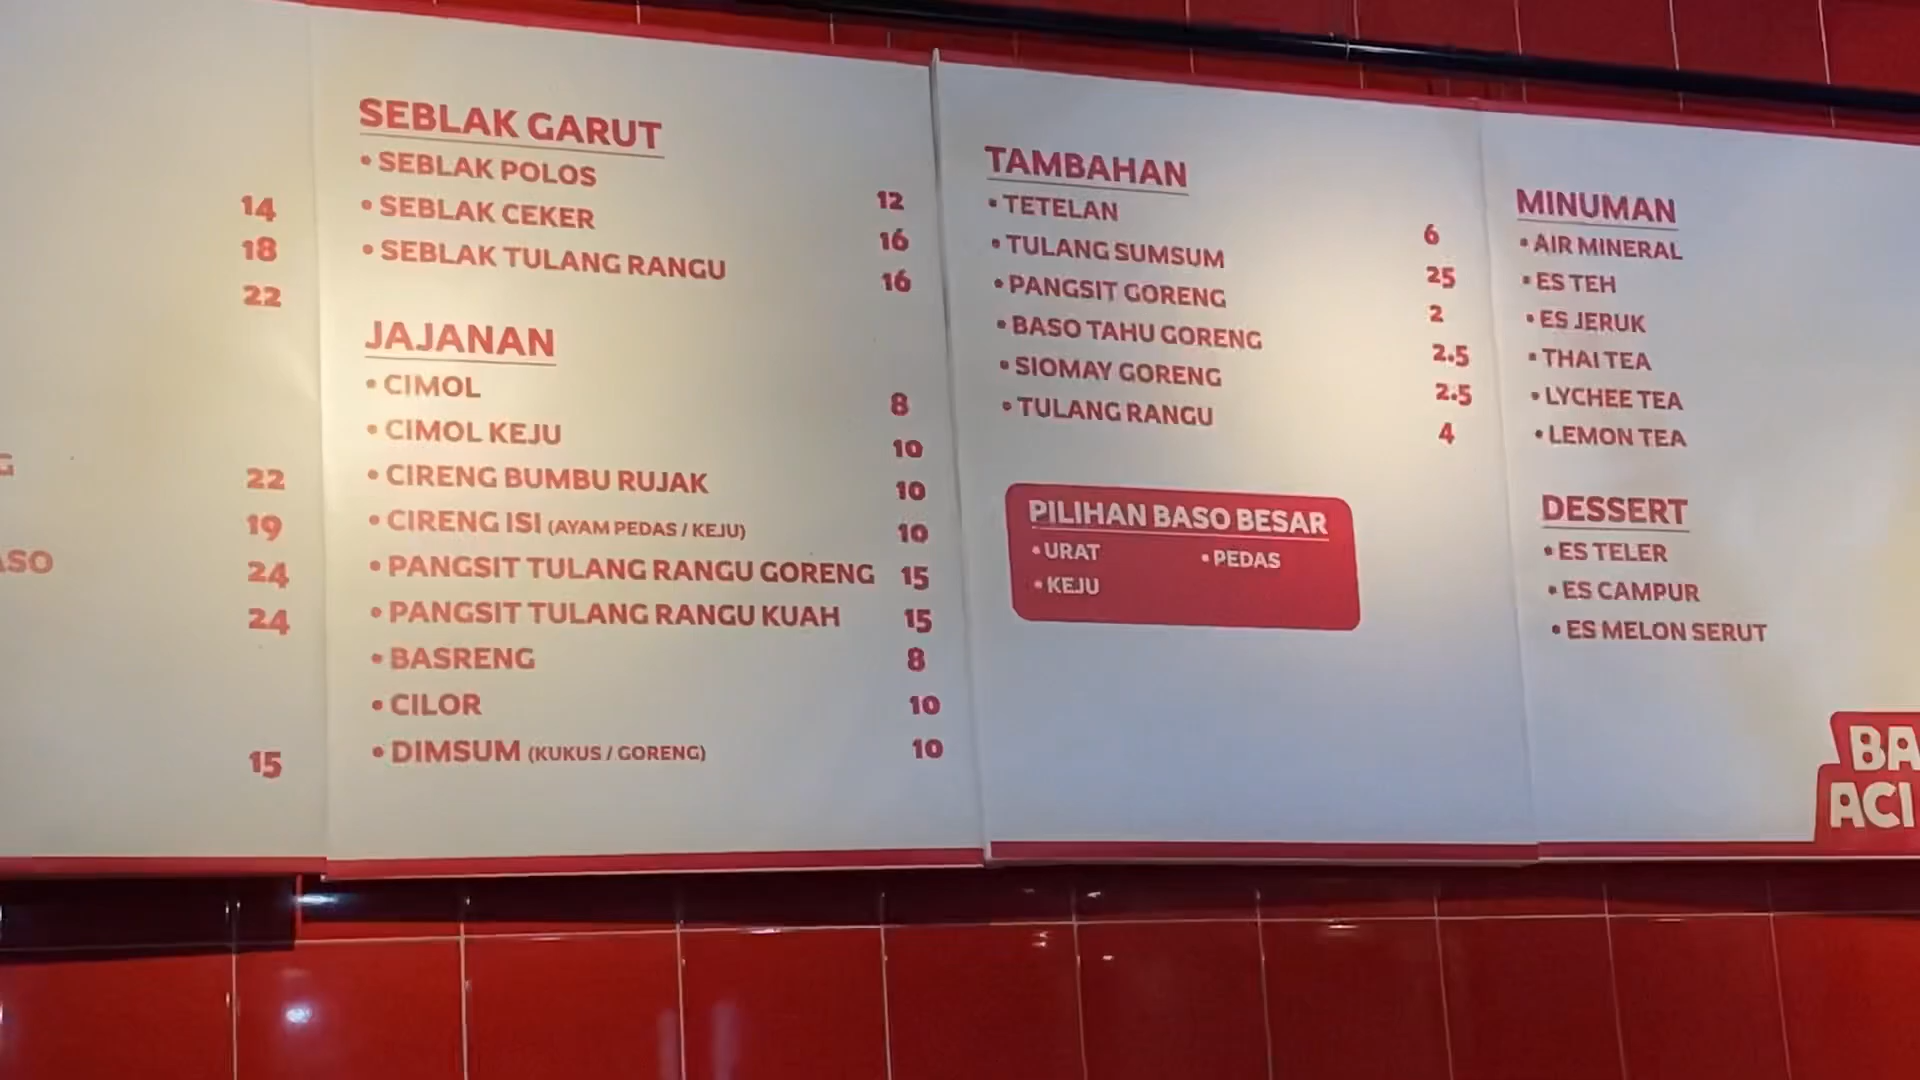 14
18
22
22
19
24
24
15
SEBLAK GARUT
• SEBLAK POLOS 12
• SEBLAK CEKER 16
• SEBLAK TULANG RANGU 16
JAJANAN
• CIMOL 8
• CIMOL KEJU 10
• CIRENG BUMBU RUJAK 10
• CIRENG ISI (AYAM PEDAS / KEJU) 10
• PANGSIT TULANG RANGU GORENG 15
• PANGSIT TULANG RANGU KUAH 15
• BASRENG 8
• CILOR 10
• DIMSUM (KUKUS / GORENG) 10
TAMBAHAN
• TETELAN 6
• TULANG SUMSUM 25
• PANGSIT GORENG 2
• BASO TAHU GORENG 2.5
• SIOMAY GORENG 2.5
• TULANG RANGU 4
PILIHAN BASO BESAR
• URAT • PEDAS
• KEJU
MINUMAN
• AIR MINERAL
• ES TEH
• ES JERUK
• THAI TEA
• LYCHEE TEA
• LEMON TEA
DESSERT
• ES TELER
• ES CAMPUR
• ES MELON SERUT
BA
ACI